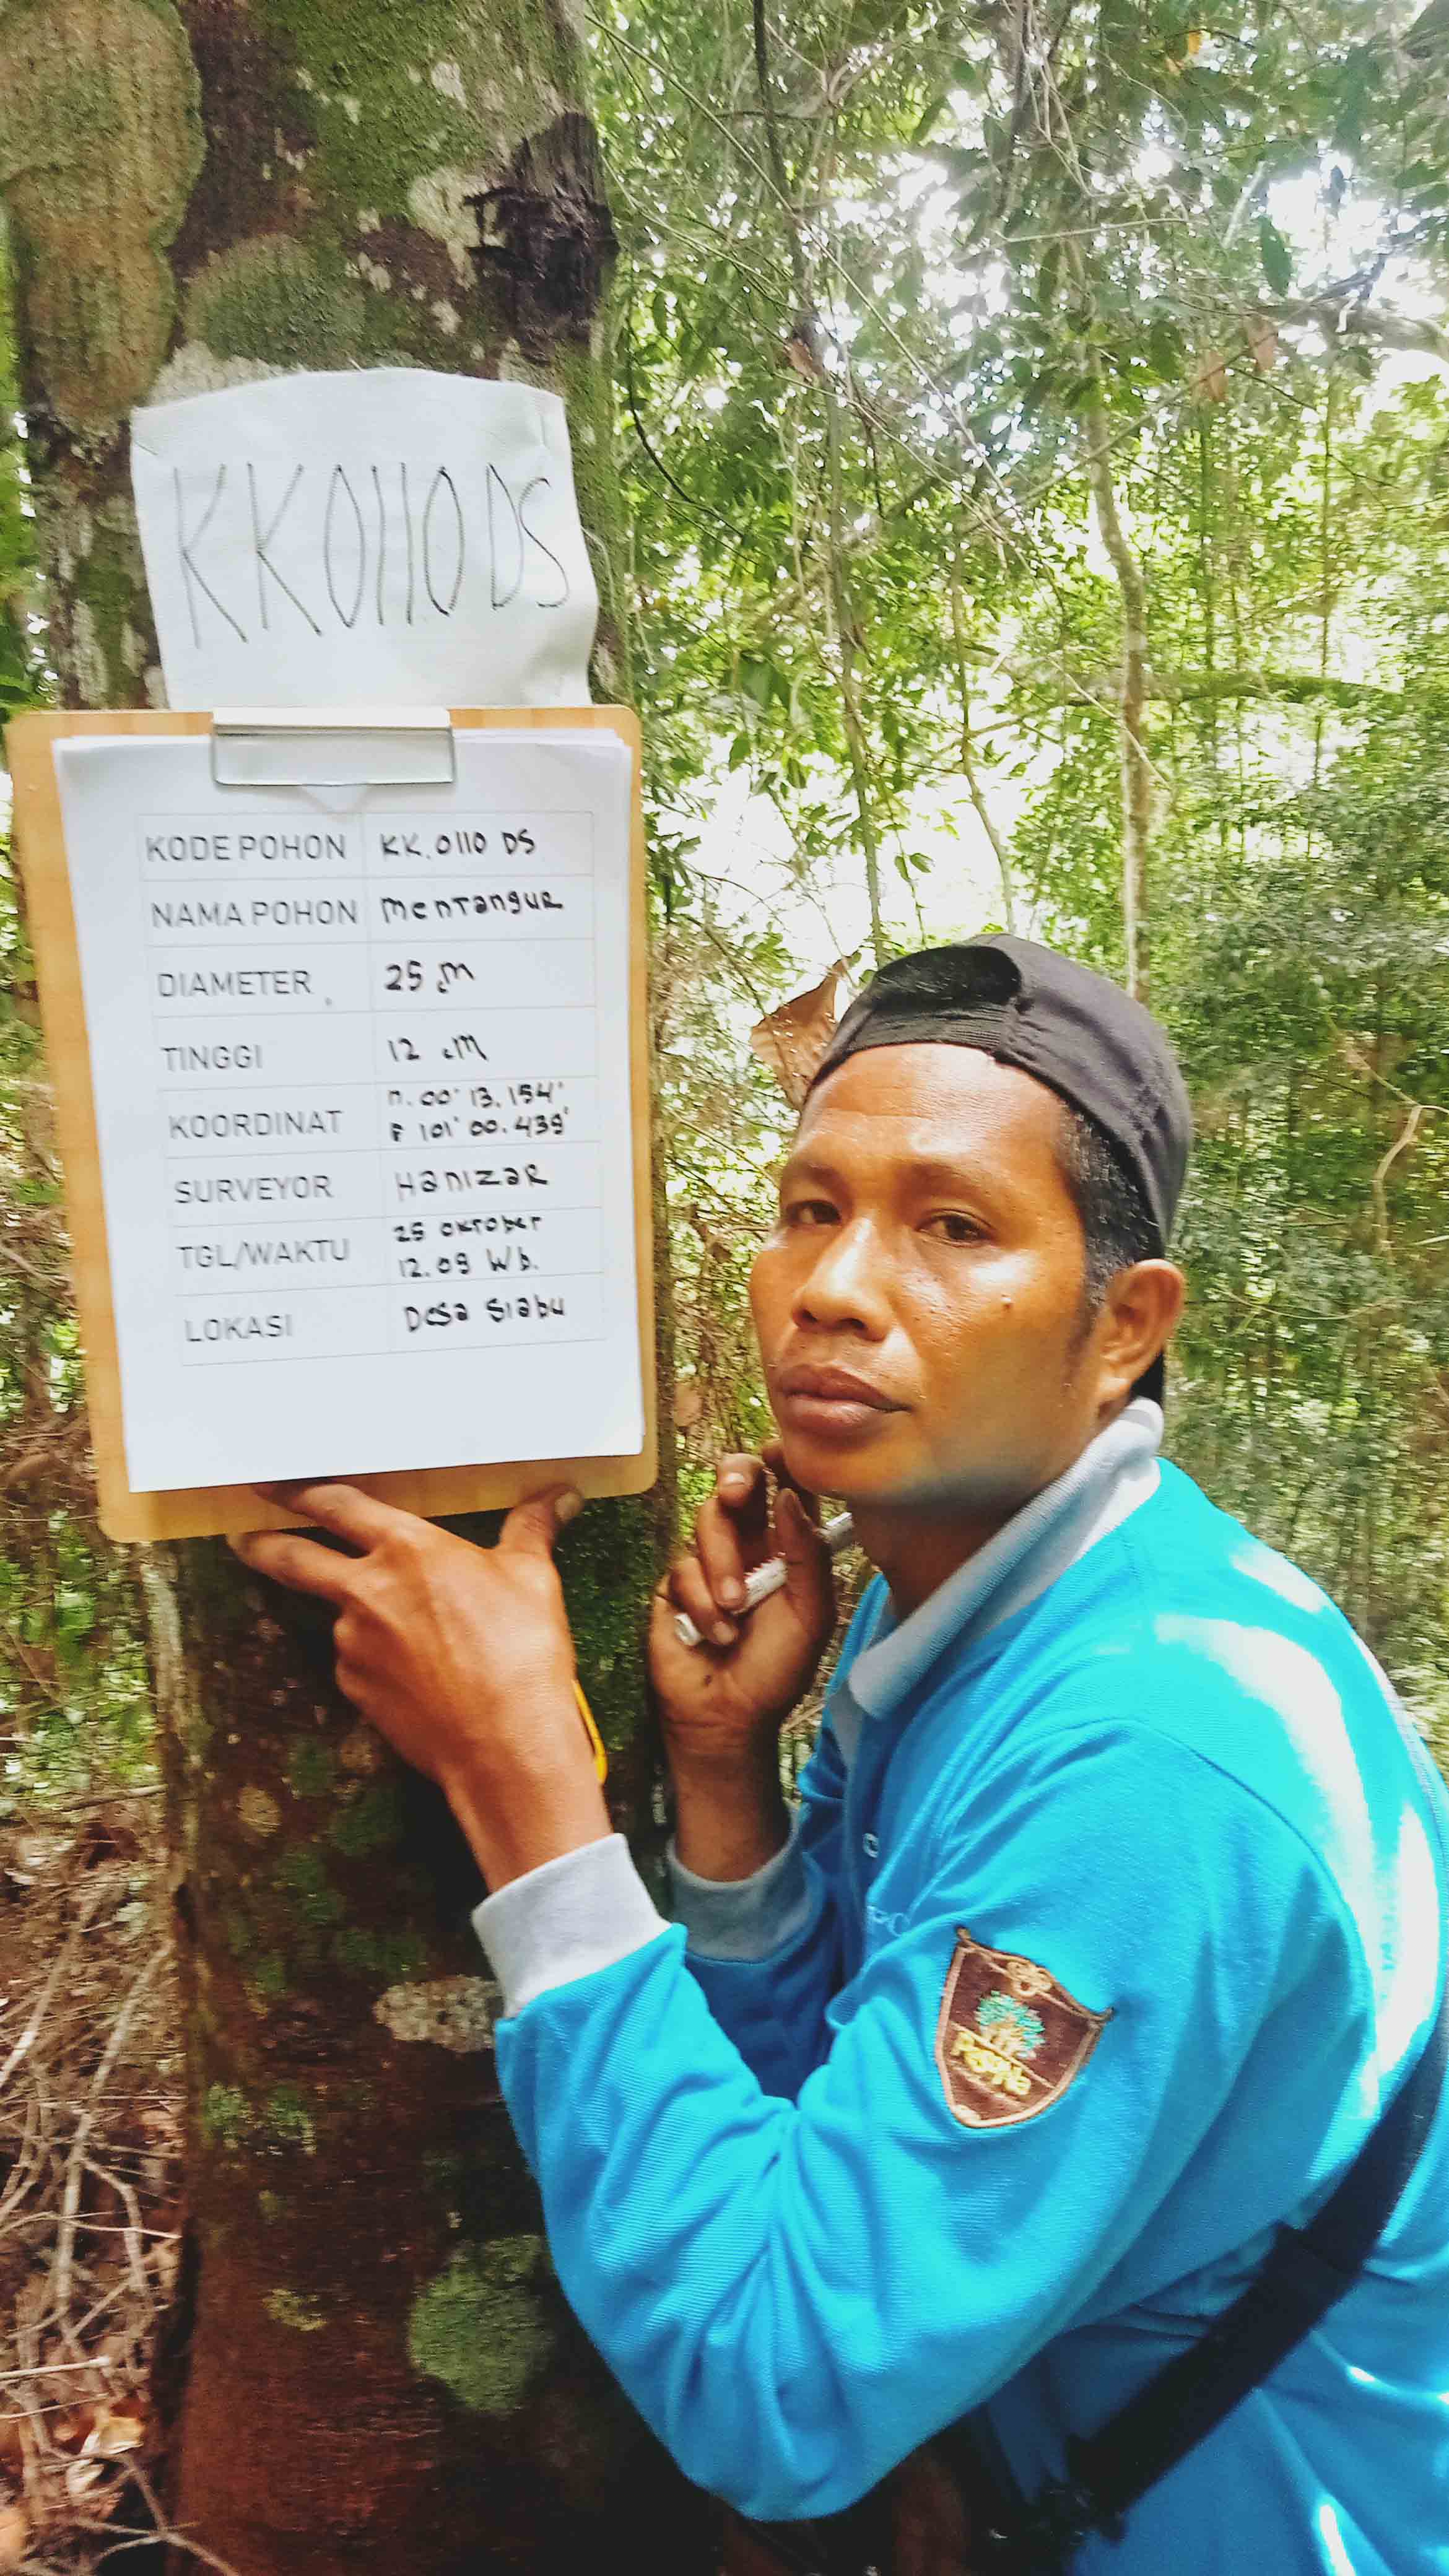 KK0110DS
KODE POHON KK.0110 DS
NAMA POHON MenTanguR
DIAMETER 25 cM
TINGGI 12 cM
KOORDINAT n. 00° 13. 154'
E 101° 00. 439'
SURVEYOR HanizaR
TGL/WAKTU 25 OKTober
12.09 Wb.
LOKASI Desa Siabu